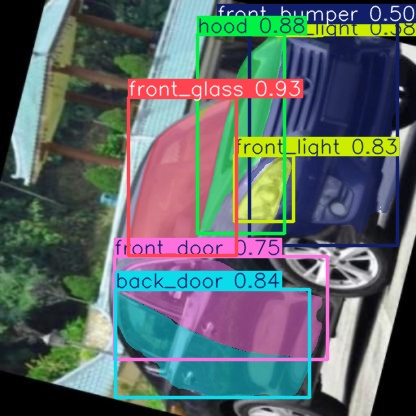 front_bumper 0.50
hood 0.88
light 0.58
front_glass 0.93
front_light 0.83
front_door 0.75
back_door 0.84